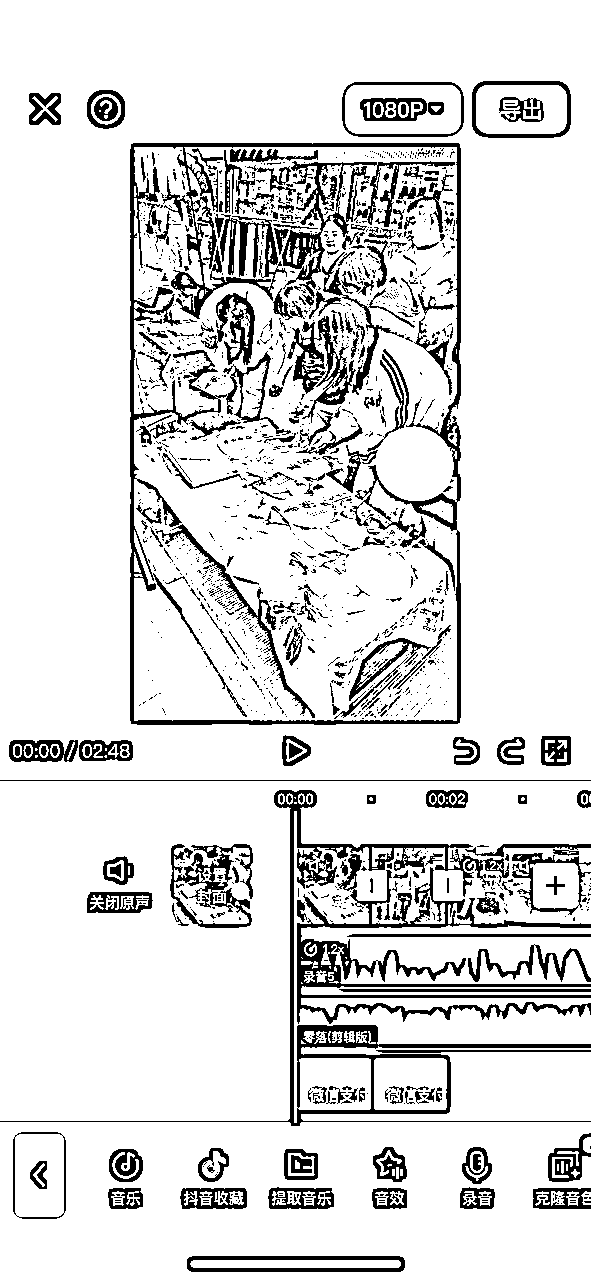 1080P 导出
00:00 / 02:48
00:00 00:02
关闭原声
设置
封面
1.2x
1.2x
录音5
零落(剪辑版)
微信支付 微信支付
音乐 抖音收藏 提取音乐 音效 录音 克隆音色